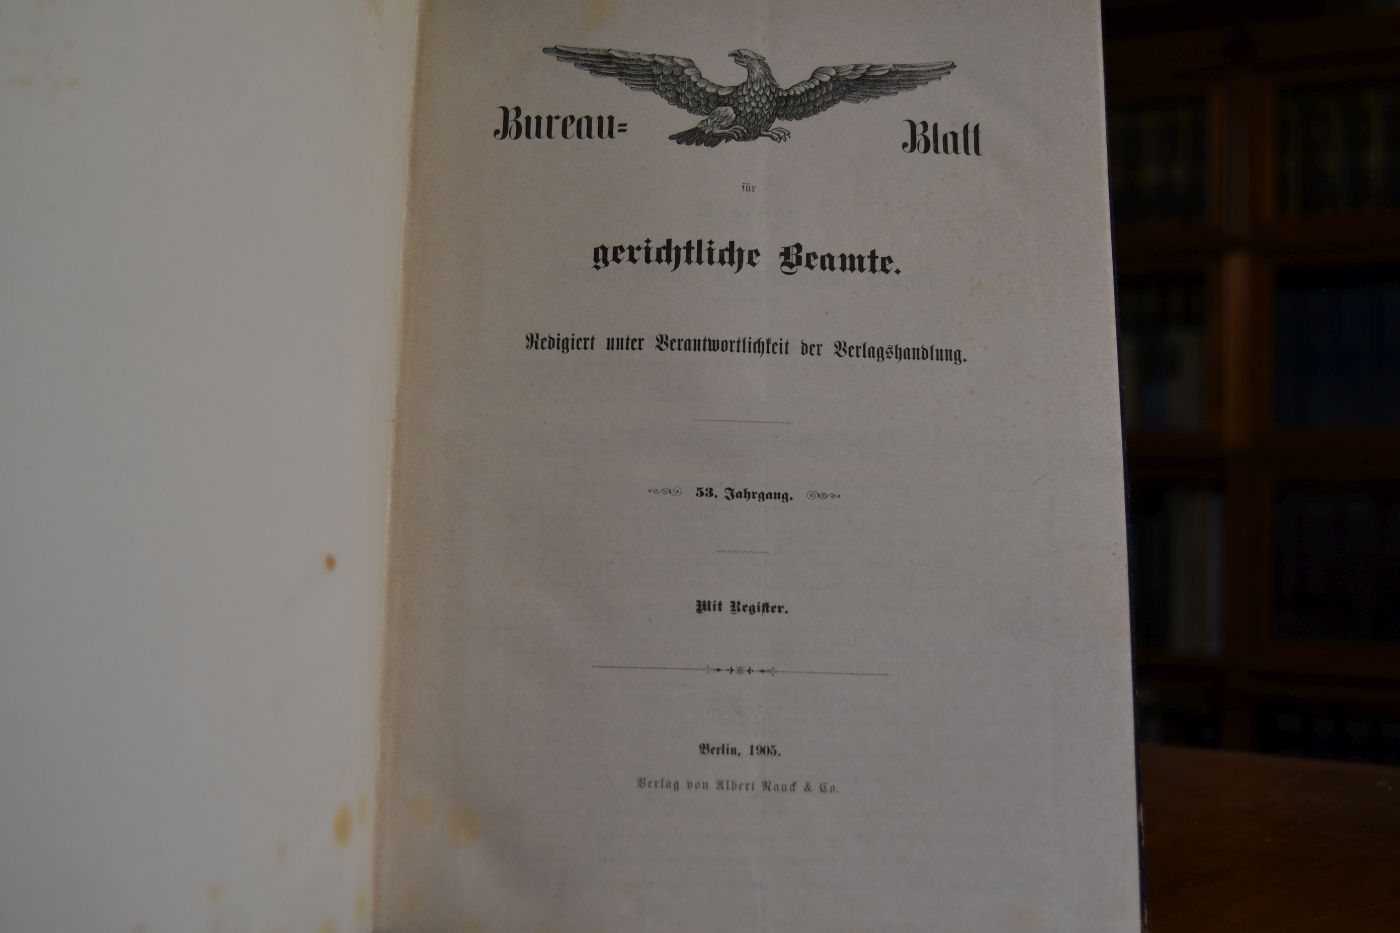 Bureau=Blatt
für
gerichtliche Beamte.
Redigiert unter Verantwortlichkeit der Verlagshandlung.
53. Jahrgang.
Mit Register.
Berlin, 1905.
Verlag von Albert Nauck & Co.